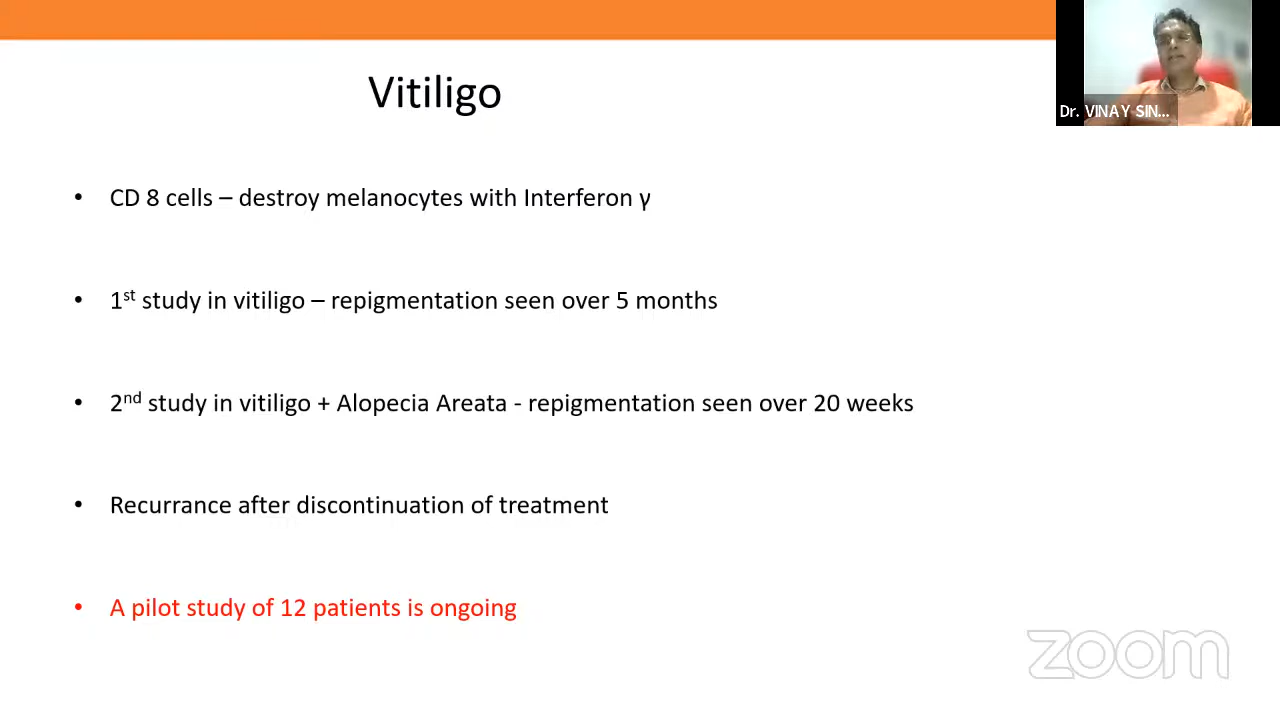 Vitiligo
Dr. VINAY SIN...
• CD 8 cells – destroy melanocytes with Interferon γ
• 1st study in vitiligo – repigmentation seen over 5 months
• 2nd study in vitiligo + Alopecia Areata - repigmentation seen over 20 weeks
• Recurrance after discontinuation of treatment
• A pilot study of 12 patients is ongoing
zoom